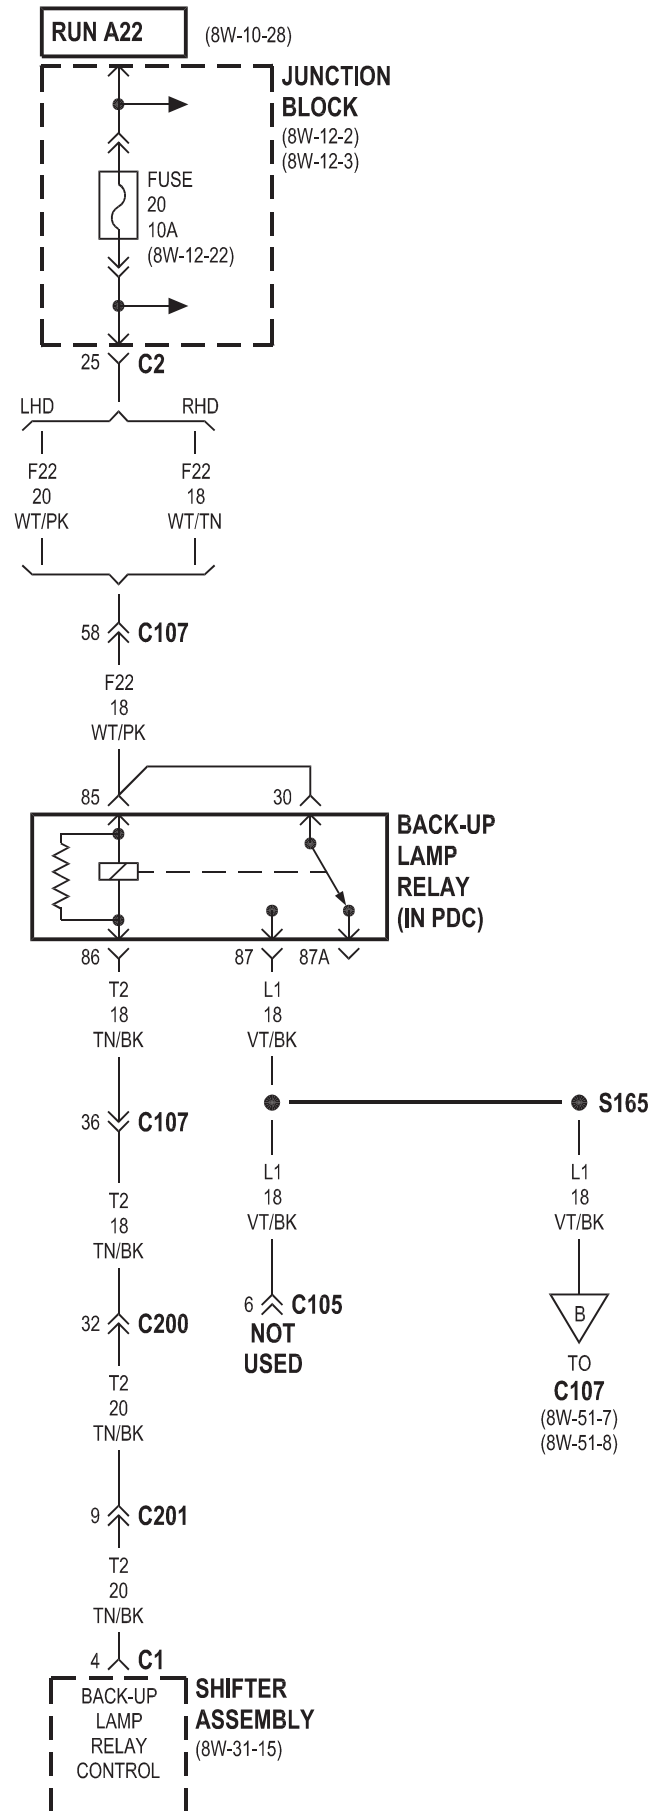 RUN A22
(8W-10-28)
JUNCTION
BLOCK
(8W-12-2)
(8W-12-3)
FUSE
20
10A
(8W-12-22)
25
C2
LHD
RHD
F22
20
WT/PK
F22
18
WT/TN
58
C107
F22
18
WT/PK
85
30
BACK-UP
LAMP
RELAY
(IN PDC)
86
87
87A
T2
18
TN/BK
L1
18
VT/BK
S165
36
C107
L1
18
VT/BK
L1
18
VT/BK
T2
18
TN/BK
6
C105
NOT
USED
B
TO
C107
(8W-51-7)
(8W-51-8)
32
C200
T2
20
TN/BK
9
C201
T2
20
TN/BK
4
C1
BACK-UP
LAMP
RELAY
CONTROL
SHIFTER
ASSEMBLY
(8W-31-15)